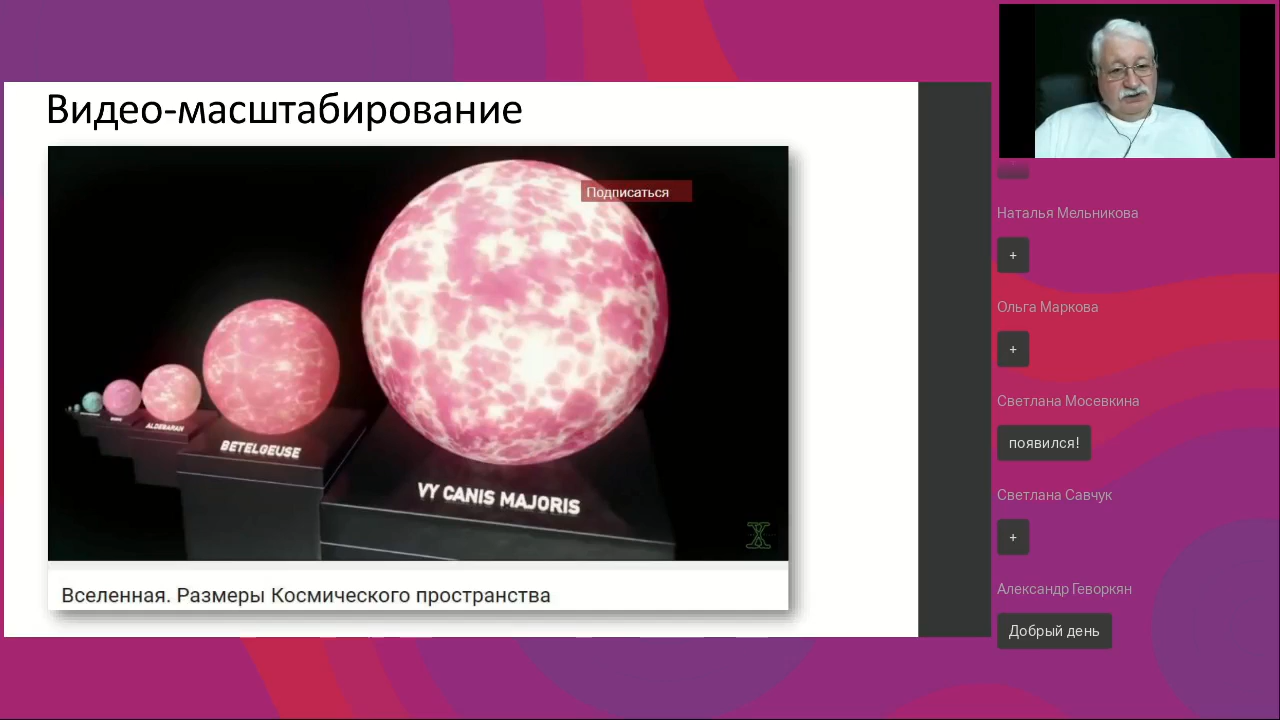 Видео-масштабирование
Подписаться
ALDEBARAN
BETELGEUSE
VY CANIS MAJORIS
Вселенная. Размеры Космического пространства
Наталья Мельникова
+
Ольга Маркова
+
Светлана Мосевкина
появился!
Светлана Савчук
+
Александр Геворкян
Добрый день